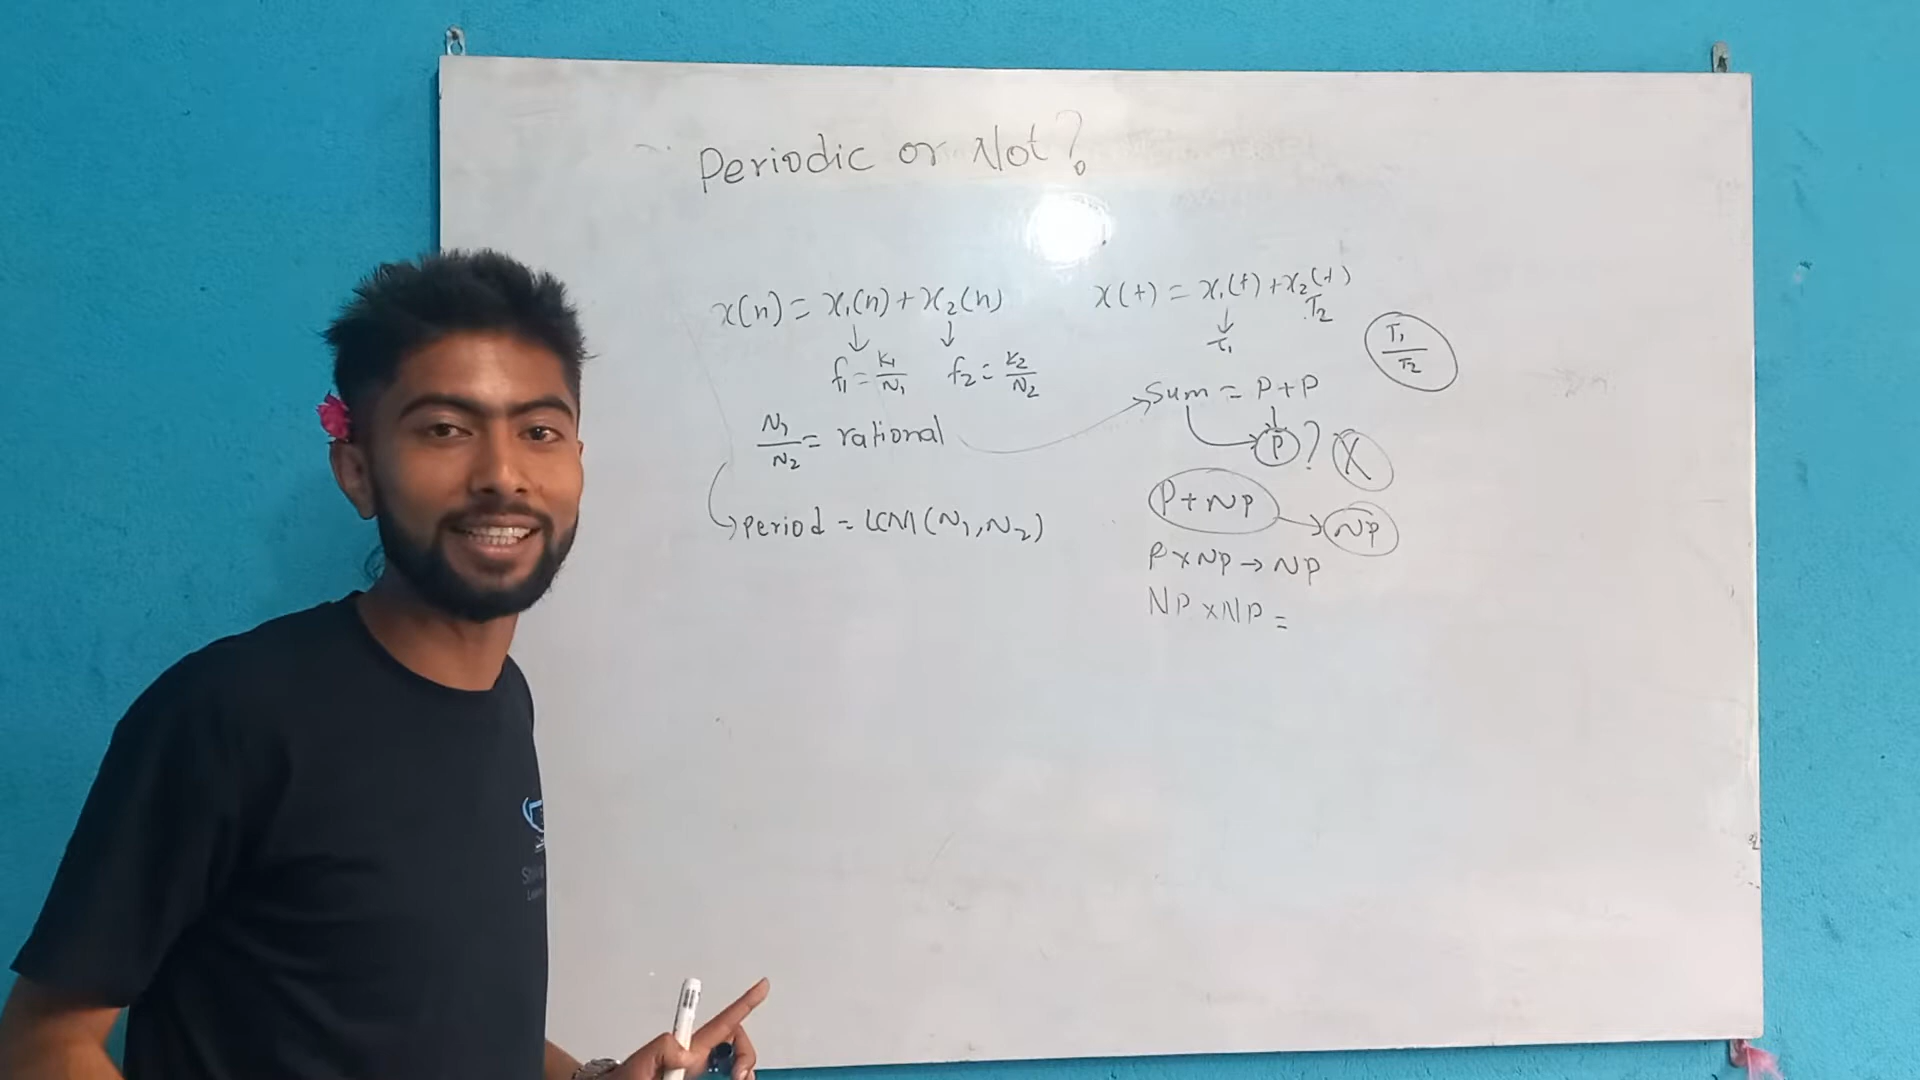 Periodic or Not?
x(n) = x₁(n) + x₂(n)
f₁ = K₁/N₁ f₂ = K₂/N₂
N₁/N₂ = rational
Period = LCM (N₁, N₂)
x(t) = x₁(t) + x₂(t)
T₁ T₂
T₁/T₂
Sum = P + P
P ? X
P + NP → NP
P x NP → NP
NP x NP =